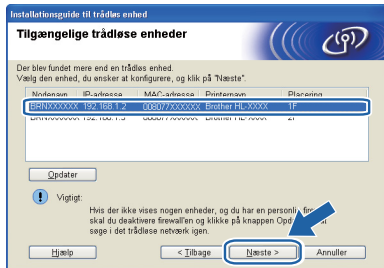 Installationsguide til trådløs enhed
Tilgængelige trådløse enheder
Der blev fundet mere end en trådløs enhed.
Vælg den enhed, du ønsker at konfigurere, og klik på "Næste".
Nodenavn IP-adresse MAC-adresse Printernavn Placering
BRNXXXXXX 192.168.1.2 008077XXXXXX Brother HL-XXXX 1F
Opdater
Vigtigt:
Hvis der ikke vises nogen enheder, og du har en personlig
skal du deaktivere firewall'en og klikke på knappen
søge i det trådløse netværk igen.
Hjælp < Tilbage Næste > Annuller